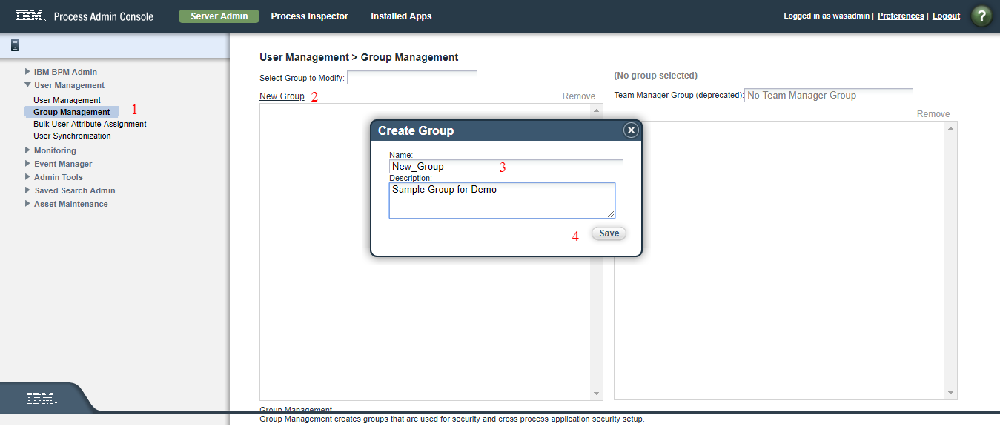 IBM. Process Admin Console Server Admin Process Inspector Installed Apps Logged in as wasadmin | Preferences | Logout ?
IBM BPM Admin
User Management
User Management
Group Management 1
Bulk User Attribute Assignment
User Synchronization
Monitoring
Event Manager
Admin Tools
Saved Search Admin
Asset Maintenance
IBM.
User Management > Group Management
Select Group to Modify:
New Group 2 Remove
(No group selected)
Team Manager Group (deprecated): No Team Manager Group
Remove
Create Group
Name:
New_Group 3
Description:
Sample Group for Demo
4 Save
Group Management
Group Management creates groups that are used for security and cross process application security setup.